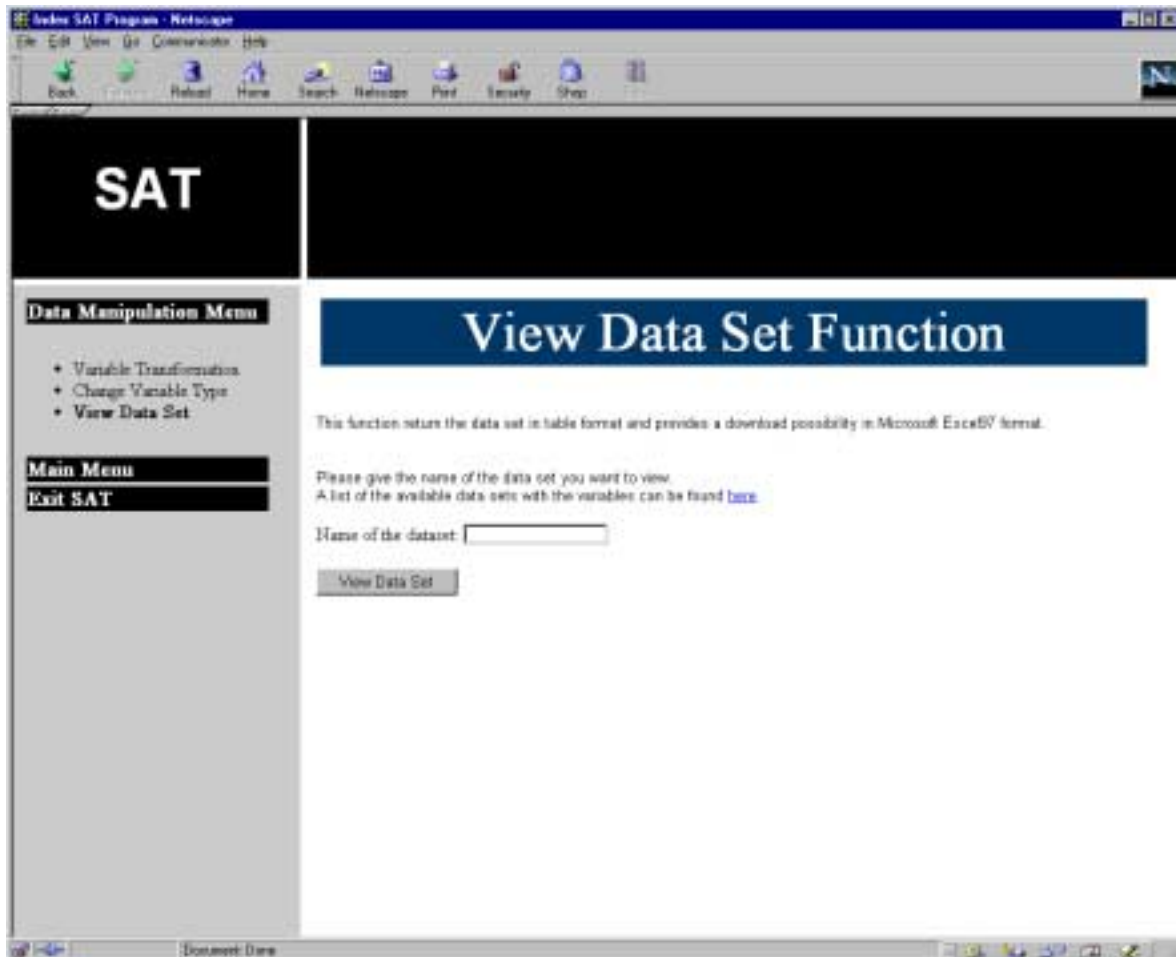 Index SAT Program - Netscape
File Edit View Go Communicator Help
Back Reload Home Search Netscape Print Security Shop
SAT
Data Manipulation Menu
Variable Transformation
Change Variable Type
View Data Set
Main Menu
Exit SAT
View Data Set Function
This function return the data set in table format and provides a download possibility in Microsoft Excel97 format.
Please give the name of the data set you want to view.
A list of the available data sets with the variables can be found here.
Name of the dataset:
View Data Set
Document: Done